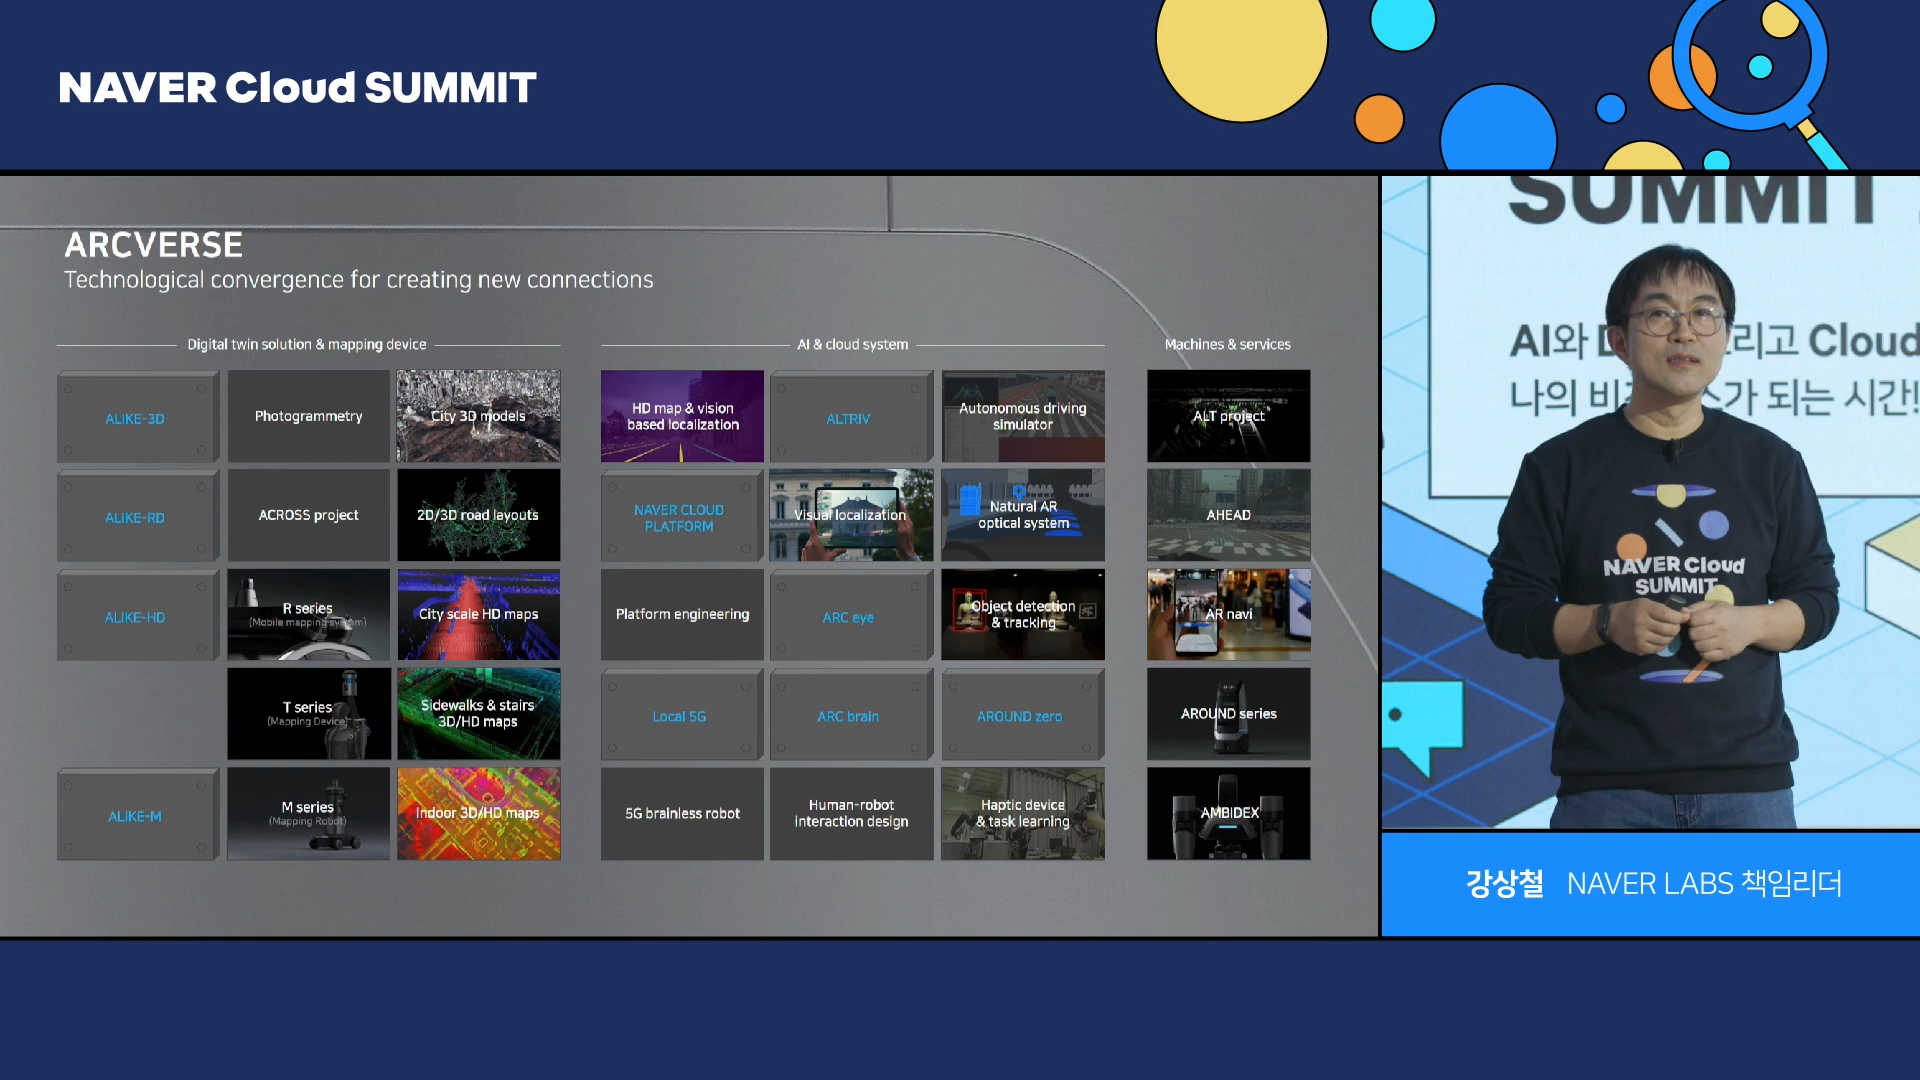 NAVER Cloud SUMMIT
ARCVERSE
Technological convergence for creating new connections
Digital twin solution & mapping device
AI & cloud system
Machines & services
ALIKE-3D
Photogrammetry
City 3D models
HD map & vision
based localization
ALTRIV
Autonomous driving
simulator
ALT project
ALIKE-RD
ACROSS project
2D/3D road layouts
NAVER CLOUD
PLATFORM
Visual localization
Natural AR
optical system
AHEAD
ALIKE-HD
R series
(Mobile mapping system)
City scale HD maps
Platform engineering
ARC eye
Object detection
& tracking
AR navi
T series
(Mapping Device)
Sidewalks & stairs
3D/HD maps
Local 5G
ARC brain
AROUND zero
AROUND series
ALIKE-M
M series
(Mapping Robot)
Indoor 3D/HD maps
5G brainless robot
Human-robot
interaction design
Haptic device
& task learning
AMBIDEX
SUMMIT
AI와 리고 Cloud
나의 비 가 되는 시간!
NAVER Cloud
SUMMIT
강상철 NAVER LABS 책임리더